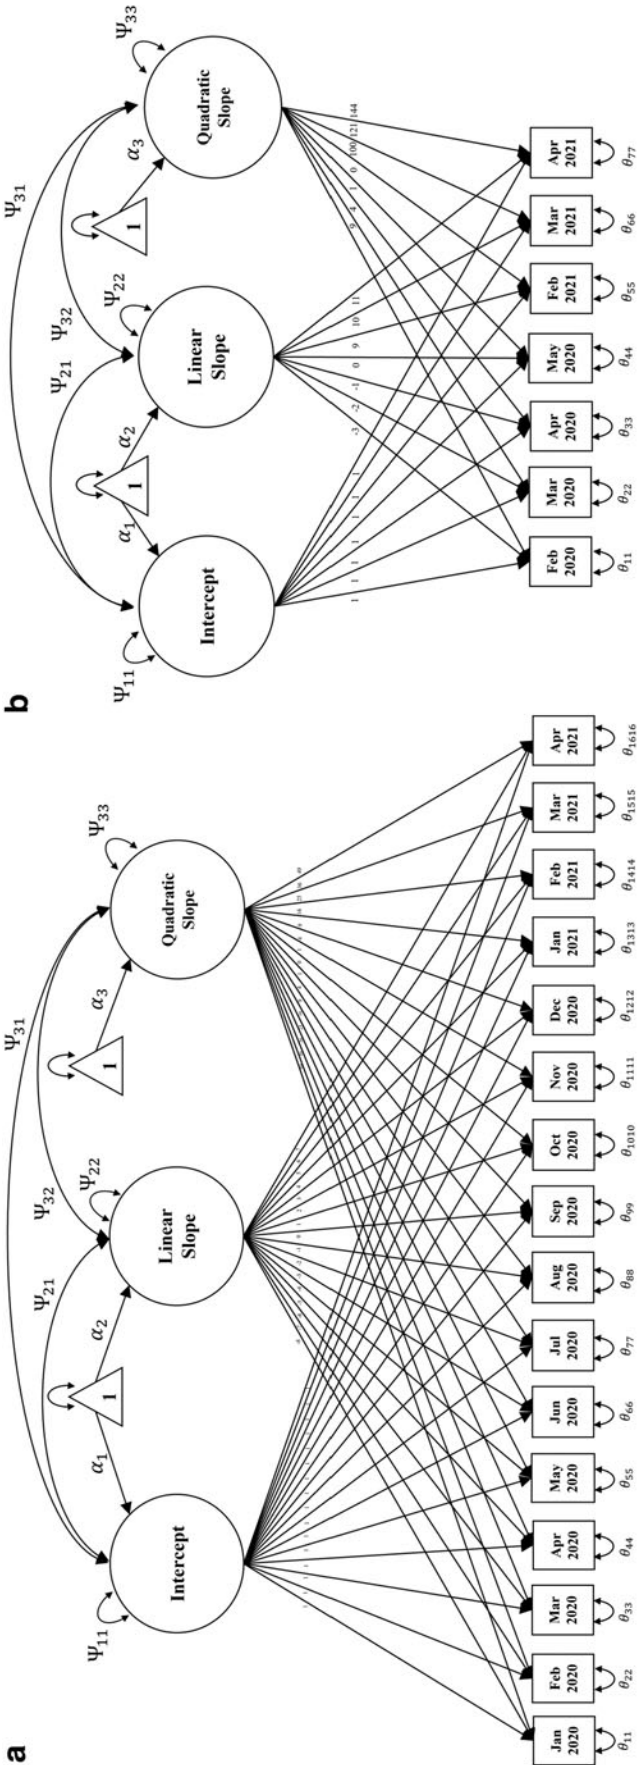 a
Ψ31
Ψ32
Ψ21
Ψ11
Ψ22
Ψ33
α1
α2
α3
1
1
Intercept
Linear
Slope
Quadratic
Slope
Jan
2020
Feb
2020
Mar
2020
Apr
2020
May
2020
Jun
2020
Jul
2020
Aug
2020
Sep
2020
Oct
2020
Nov
2020
Dec
2020
Jan
2021
Feb
2021
Mar
2021
Apr
2021
θ11
θ22
θ33
θ44
θ55
θ66
θ77
θ88
θ99
θ1010
θ1111
θ1212
θ1313
θ1414
θ1515
θ1616
b
Ψ31
Ψ32
Ψ21
Ψ11
Ψ22
Ψ33
α1
α2
α3
1
1
Intercept
Linear
Slope
Quadratic
Slope
1 1 1 1 1 1 1
-3 -2 -1 0 9 10 11
9 4 1 0 100 121 144
Feb
2020
Mar
2020
Apr
2020
May
2020
Feb
2021
Mar
2021
Apr
2021
θ11
θ22
θ33
θ44
θ55
θ66
θ77